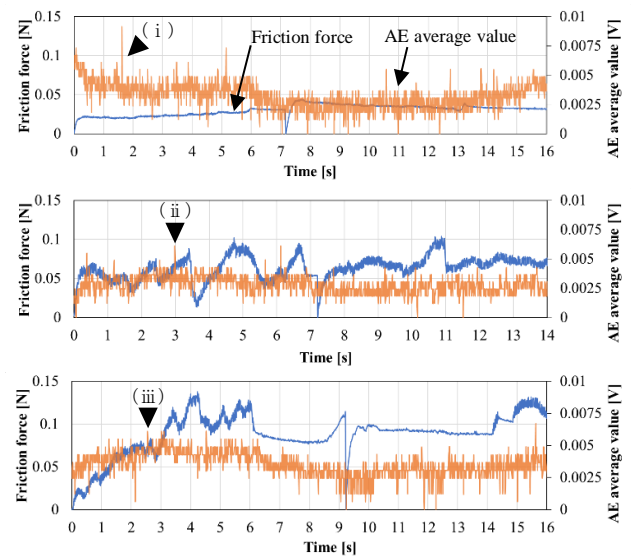 (ⅰ)
Friction force
AE average value
Friction force [N]
0.15
0.1
0.05
0
0.01
0.0075
0.005
0.0025
0
AE average value [V]
0 1 2 3 4 5 6 7 8 9 10 11 12 13 14 15 16
Time [s]
(ⅱ)
Friction force [N]
0.15
0.1
0.05
0
0.01
0.0075
0.005
0.0025
0
AE average value [V]
0 1 2 3 4 5 6 7 8 9 10 11 12 13 14
Time [s]
(ⅲ)
Friction force [N]
0.15
0.1
0.05
0
0.01
0.0075
0.005
0.0025
0
AE average value [V]
0 1 2 3 4 5 6 7 8 9 10 11 12 13 14 15 16
Time [s]